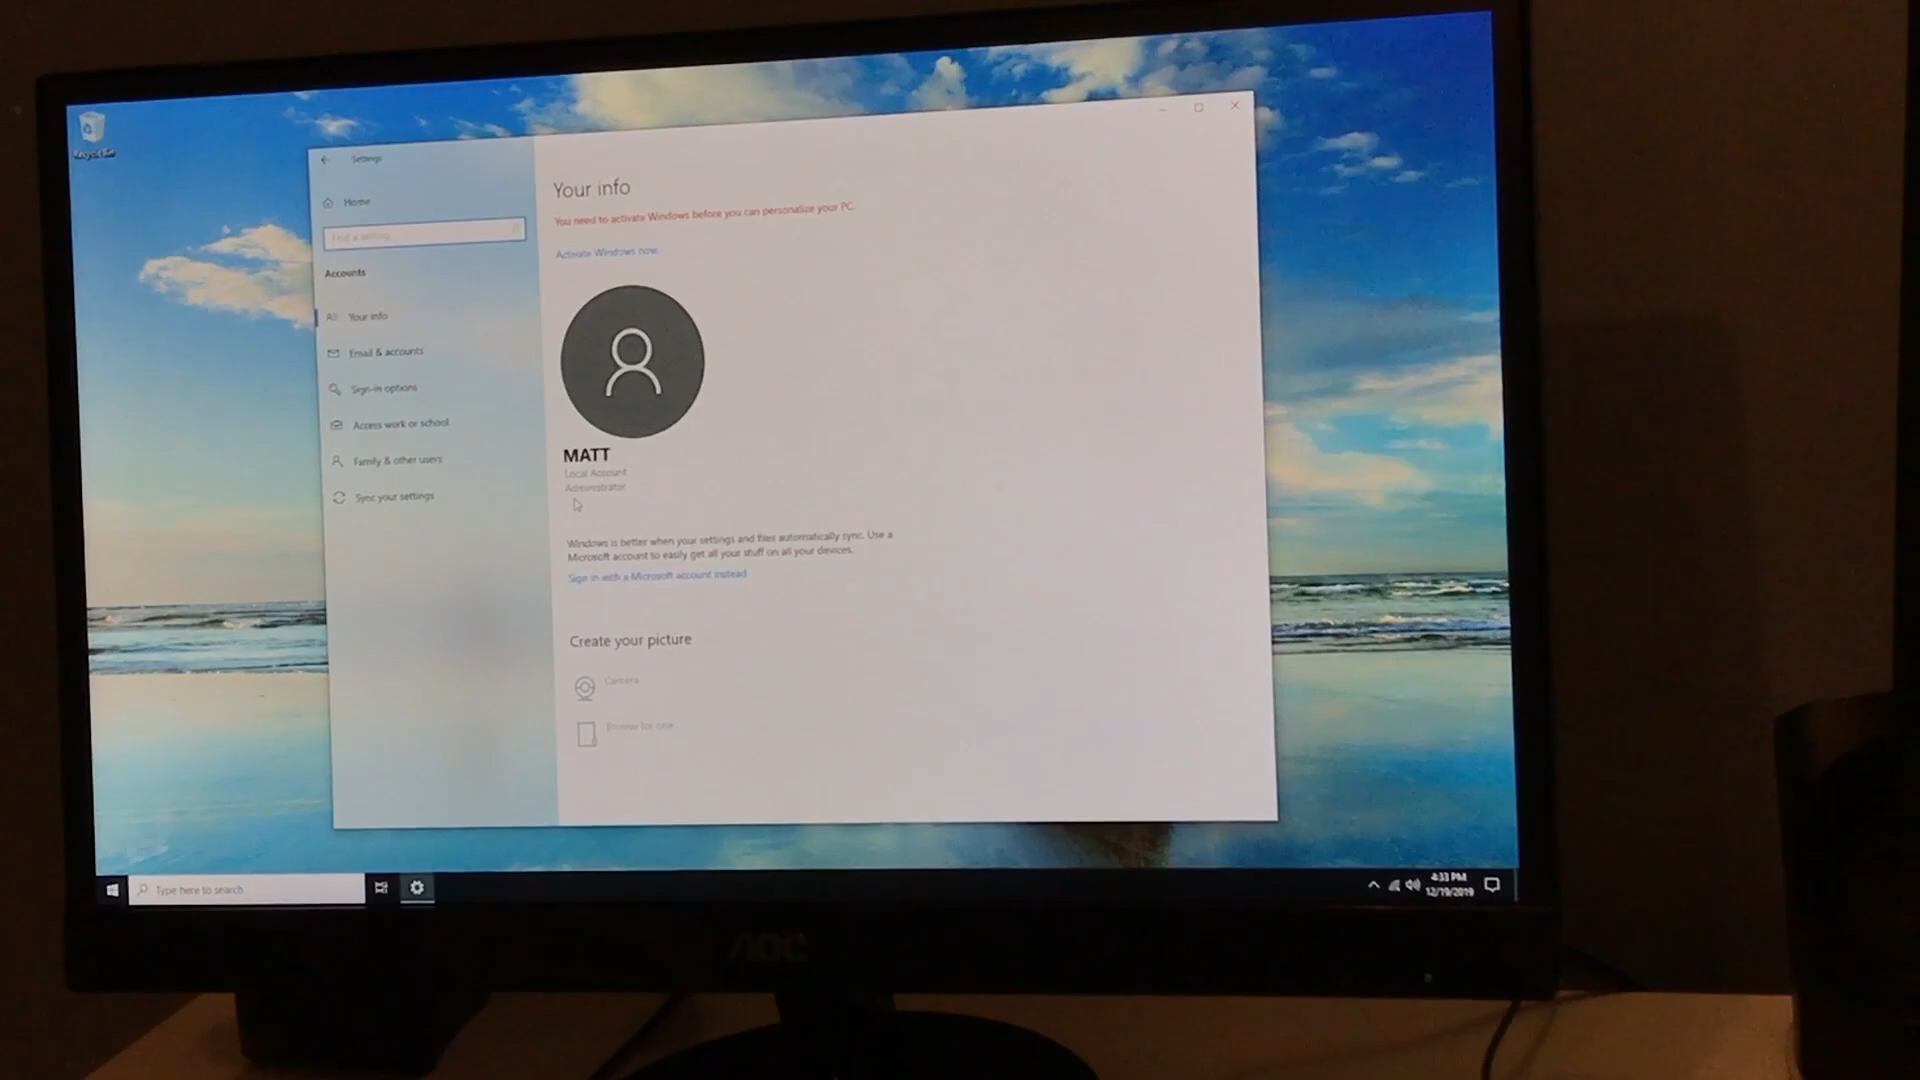 Recycle Bin
Settings
Home
Find a setting
Accounts
Your info
Email & accounts
Sign-in options
Access work or school
Family & other users
Sync your settings
Your info
You need to activate Windows before you can personalize your PC.
Activate Windows now.
MATT
Local Account
Administrator
Windows is better when your settings and files automatically sync. Use a
Microsoft account to easily get all your stuff on all your devices.
Sign in with a Microsoft account instead
Create your picture
Camera
Browse for one
Type here to search
4:33 PM
12/19/2019
AOC